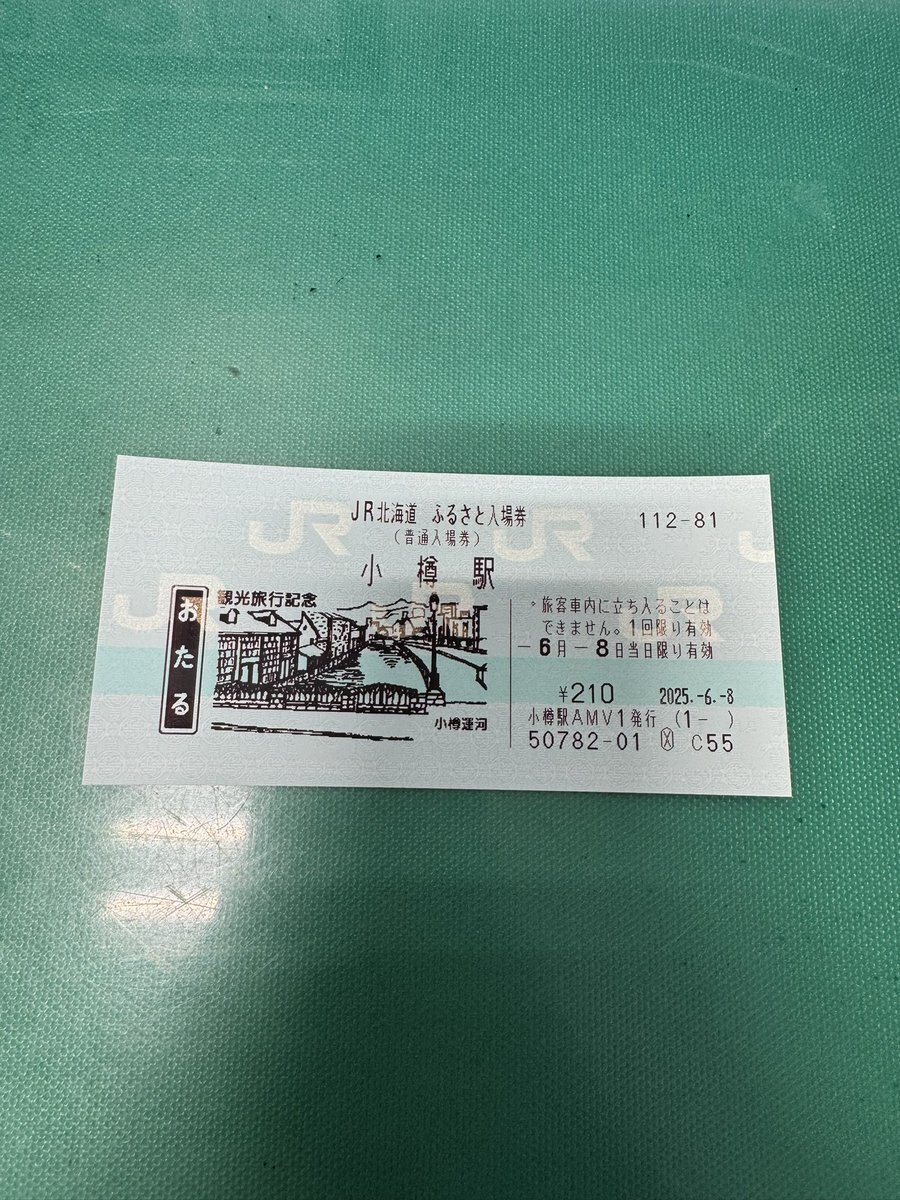 JR北海道 ふるさと入場券
112-81
(普通入場券)
小樽駅
おたる
観光旅行記念
小樽運河
*旅客車内に立ち入ることは
できません。1回限り有効
-6月-8日当日限り有効
¥210 2025.-6.-8
小樽駅AMV1発行 (1- )
50782-01 Ⓧ C55
JR
JR
JR
JR